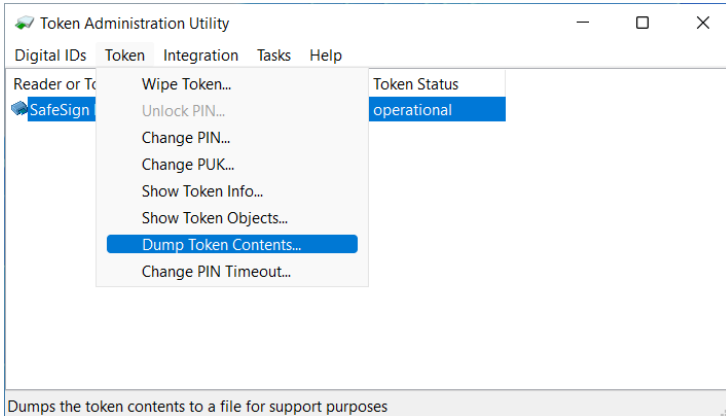 Token Administration Utility
Digital IDs Token Integration Tasks Help
Reader or To Token Status
Wipe Token...
SafeSign operational
Unlock PIN...
Change PIN...
Change PUK...
Show Token Info...
Show Token Objects...
Dump Token Contents...
Change PIN Timeout...
Dumps the token contents to a file for support purposes